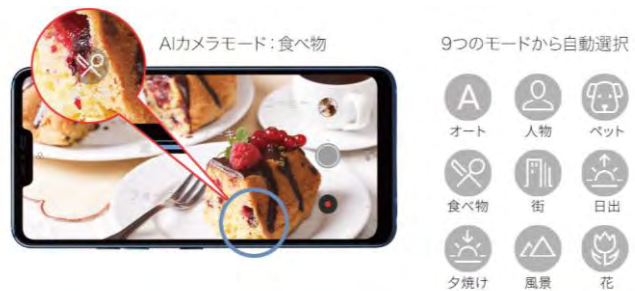 AIカメラモード：食べ物
9つのモードから自動選択
A
オート
人物
ペット
食べ物
街
日出
夕焼け
風景
花